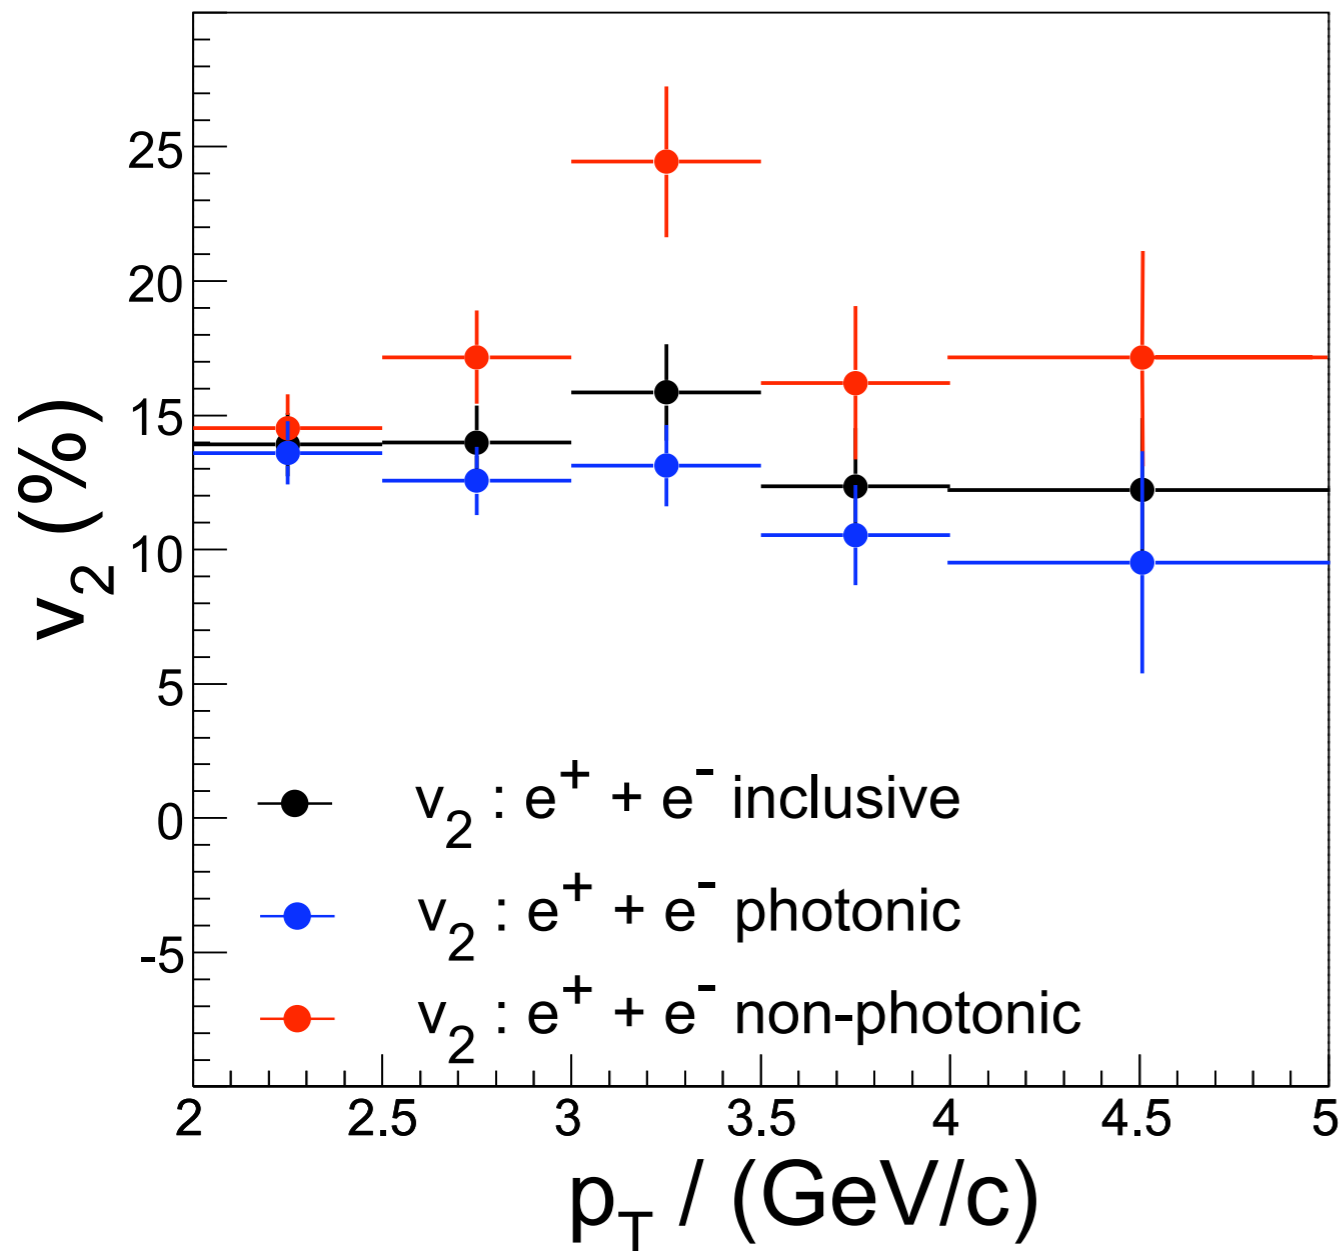 v2 (%)
25
20
15
10
5
0
-5
v2 : e+ + e- inclusive
v2 : e+ + e- photonic
v2 : e+ + e- non-photonic
2 2.5 3 3.5 4 4.5 5
pT / (GeV/c)